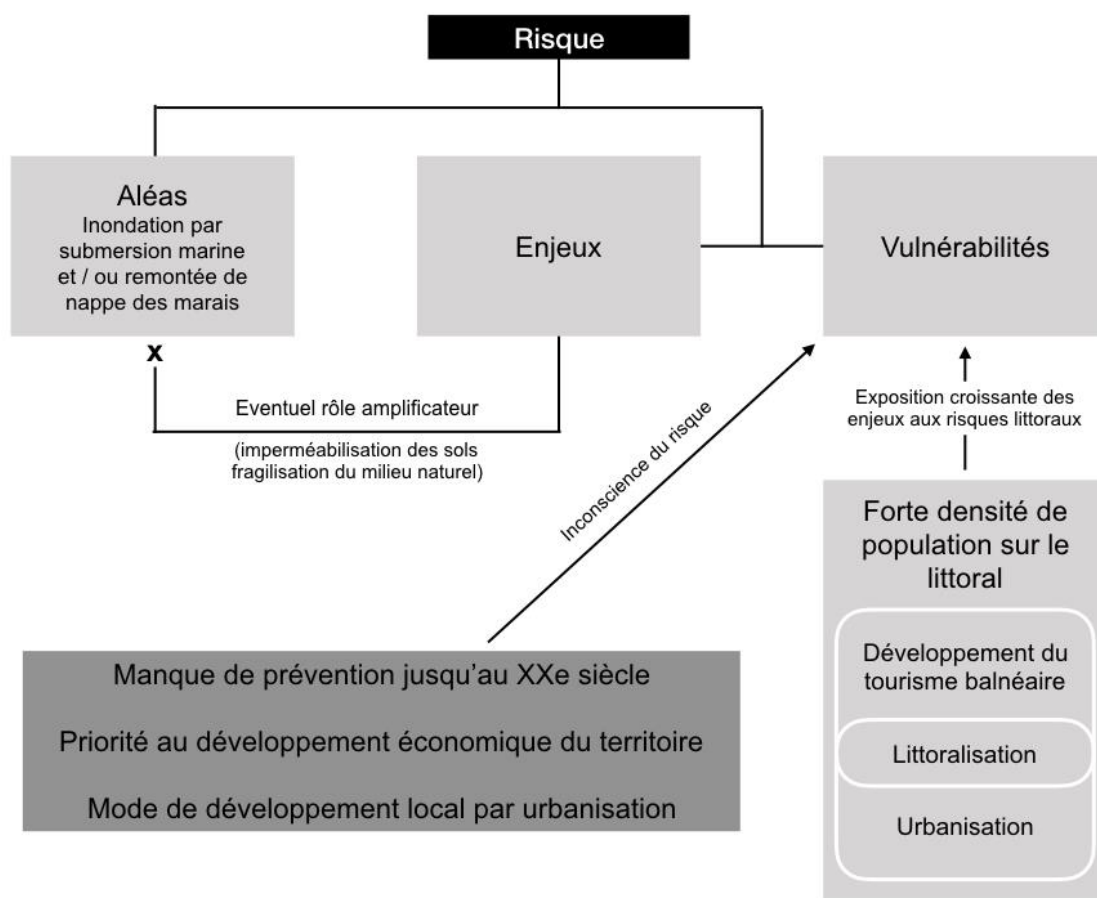 Risque
Aléas
Inondation par
submersion marine
et / ou remontée de
nappe des marais
Enjeux
Vulnérabilités
x
Eventuel rôle amplificateur
(imperméabilisation des sols
fragilisation du milieu naturel)
Inconscience du risque
Exposition croissante des
enjeux aux risques littoraux
Forte densité de
population sur le
littoral
Développement du
tourisme balnéaire
Littoralisation
Urbanisation
Manque de prévention jusqu'au XXe siècle
Priorité au développement économique du territoire
Mode de développement local par urbanisation